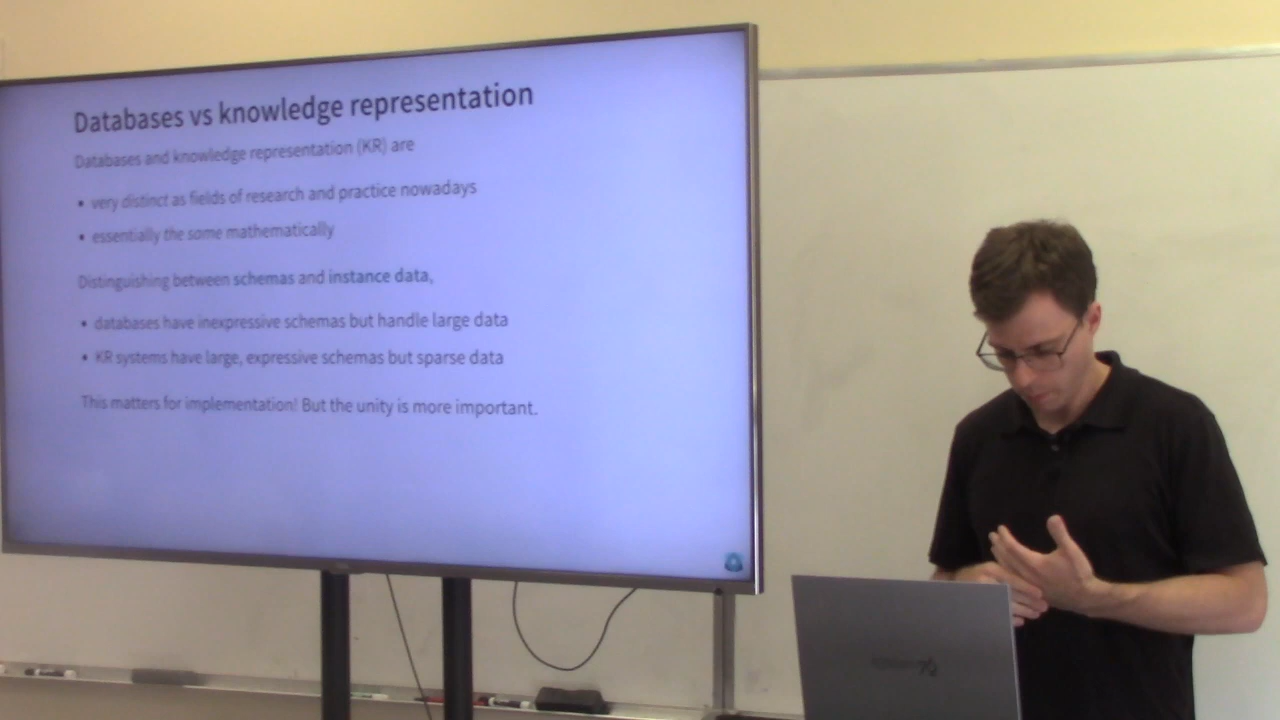 Databases vs knowledge representation
Databases and knowledge representation (KR) are
• very distinct as fields of research and practice nowadays
• essentially the same mathematically
Distinguishing between schemas and instance data,
• databases have inexpressive schemas but handle large data
• KR systems have large, expressive schemas but sparse data
This matters for implementation! But the unity is more important.